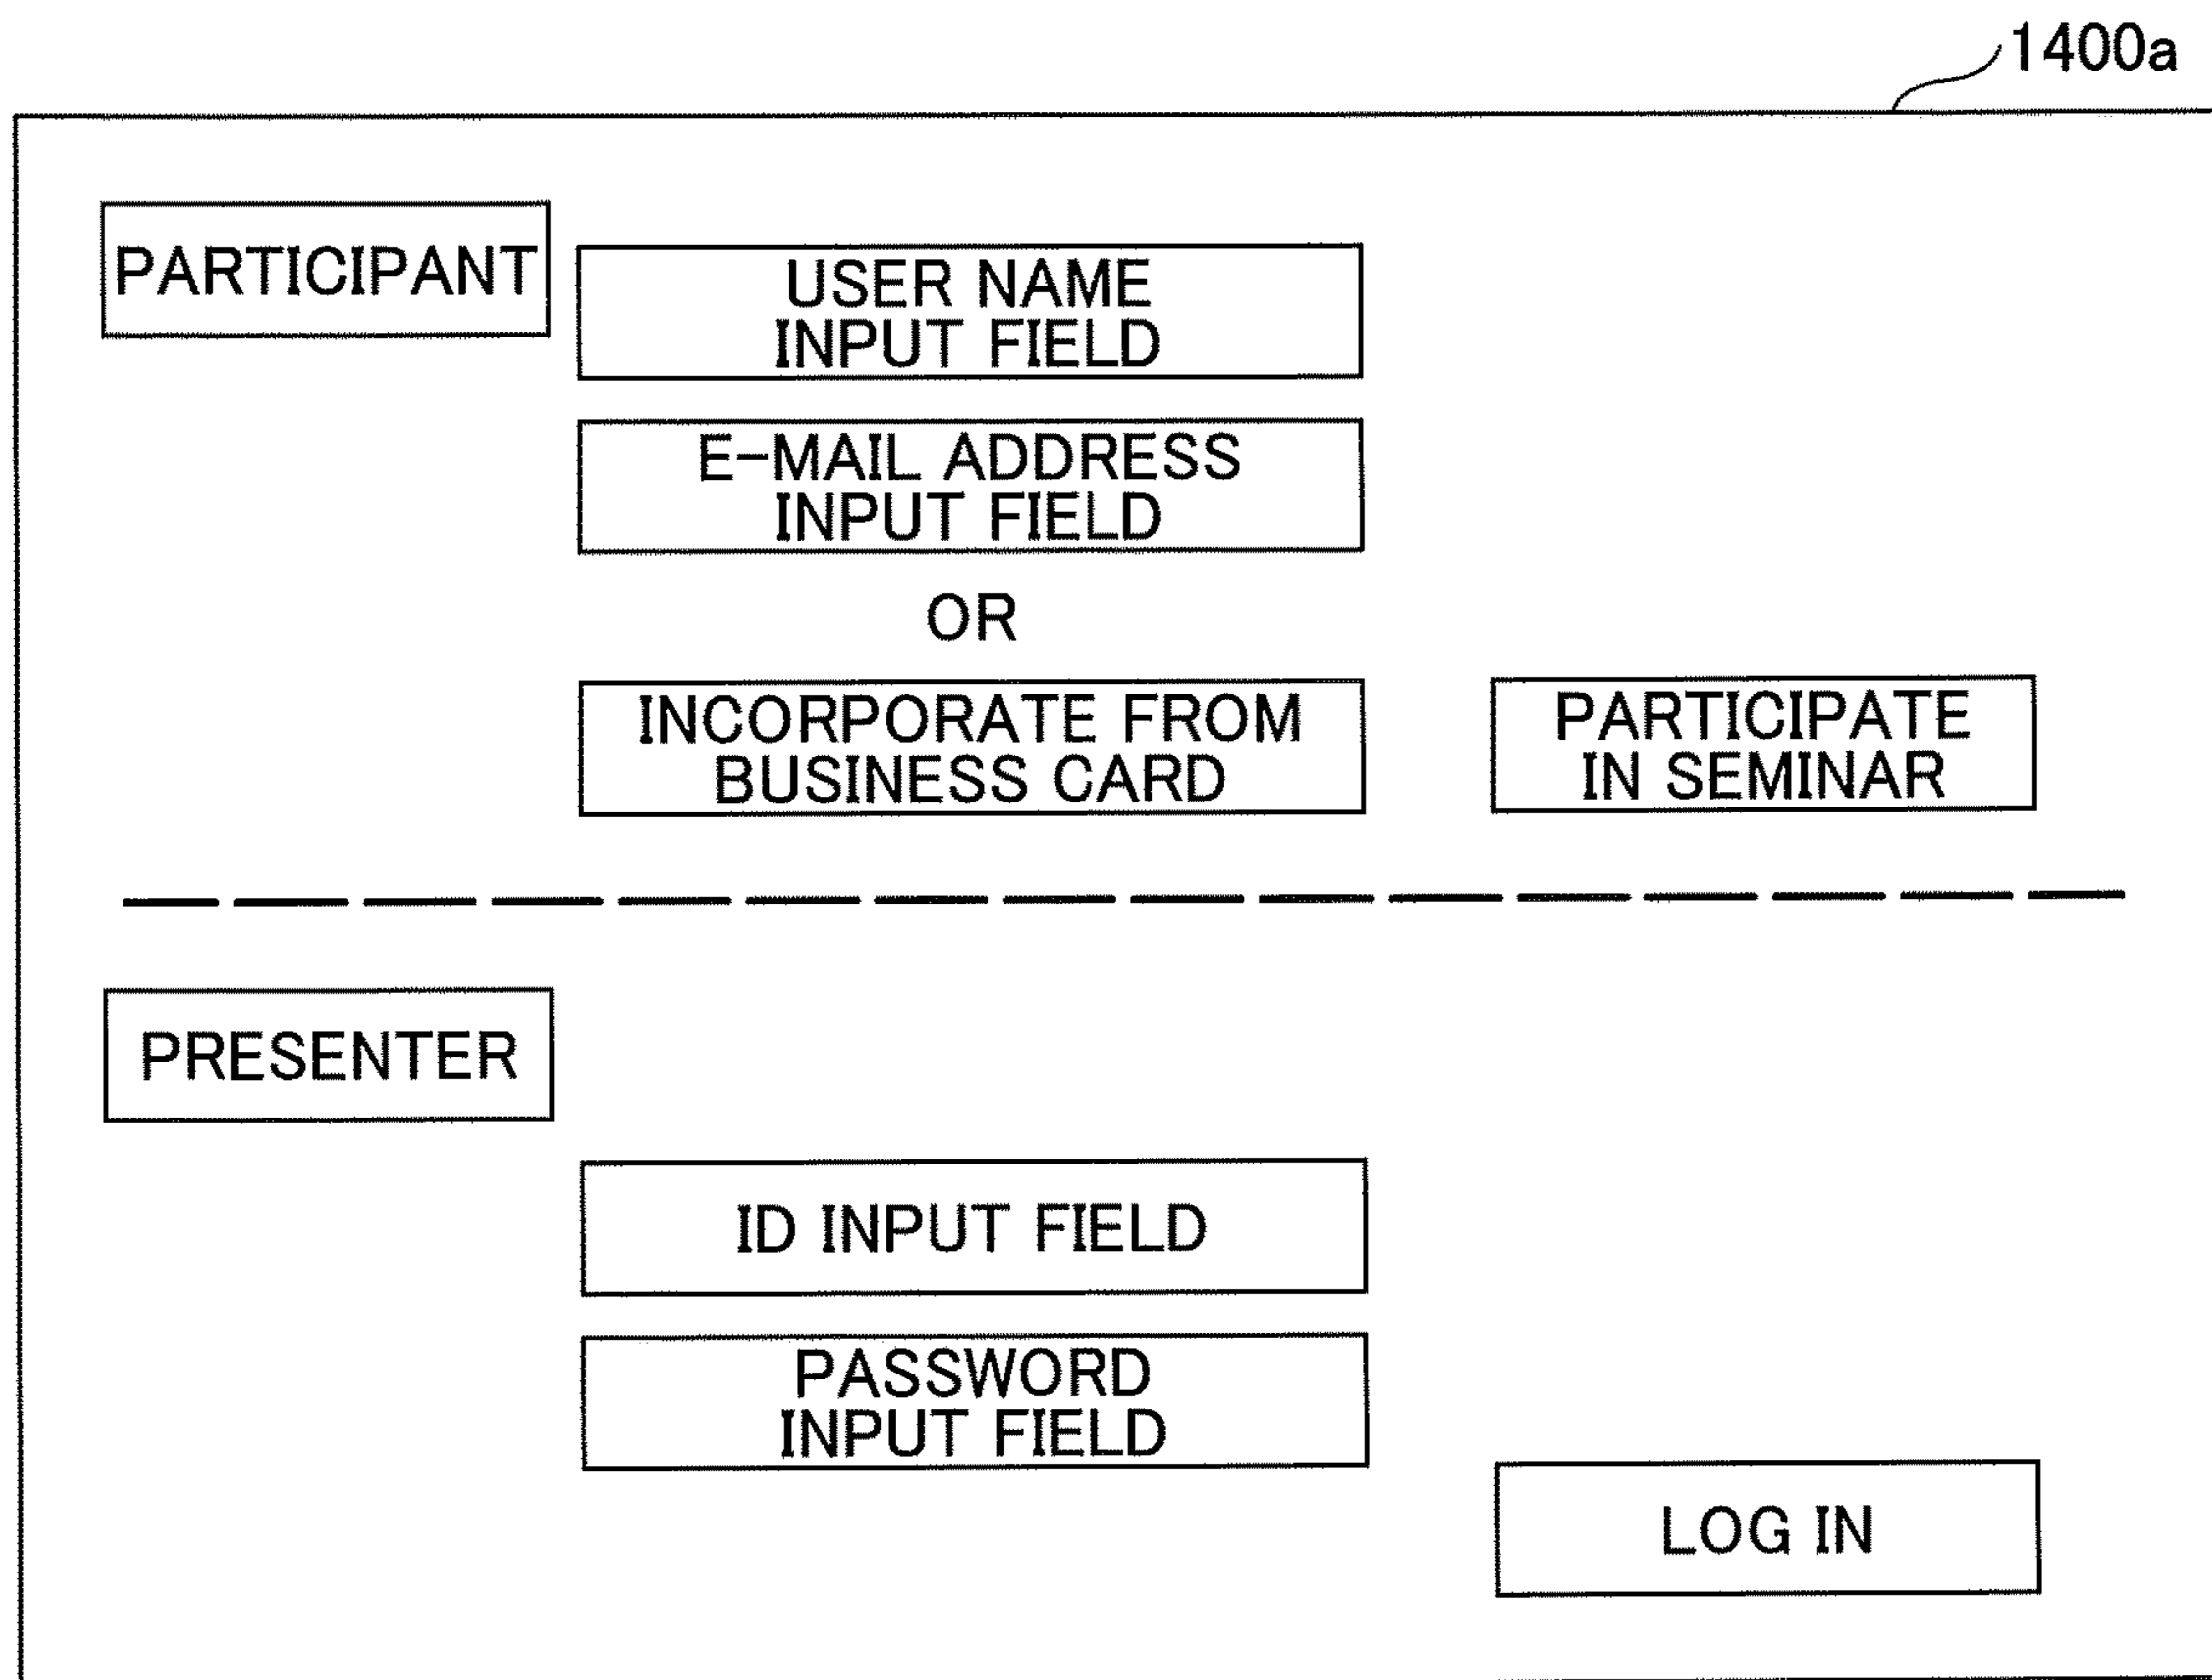 1400a
PARTICIPANT
USER NAME
INPUT FIELD
E-MAIL ADDRESS
INPUT FIELD
OR
INCORPORATE FROM
BUSINESS CARD
PARTICIPATE
IN SEMINAR
PRESENTER
ID INPUT FIELD
PASSWORD
INPUT FIELD
LOG IN